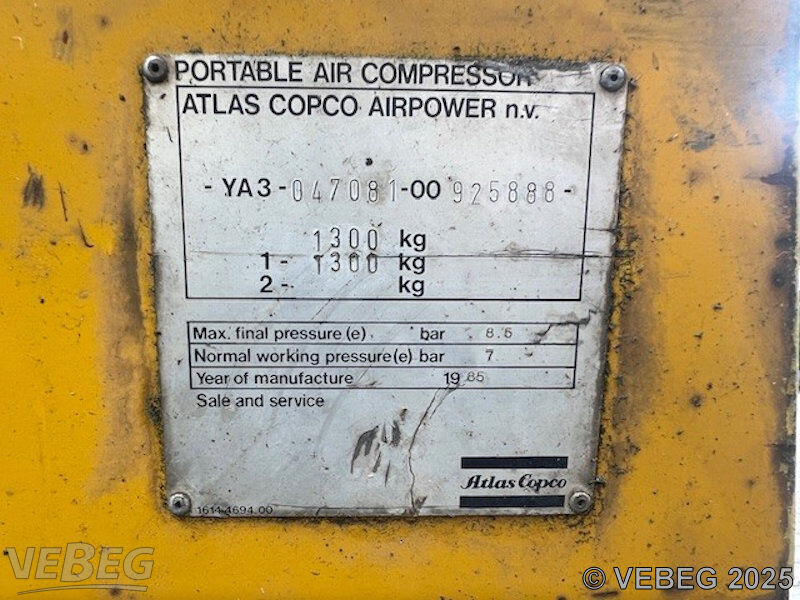 PORTABLE AIR COMPRESSOR
ATLAS COPCO AIRPOWER n.v.
- YA3 - 047081-00 925888 -
1300 kg
1- 1300 kg
2- kg
Max. final pressure (e) bar 8.5
Normal working pressure (e) bar 7
Year of manufacture 1985
Sale and service
Atlas Copco
1614 4694 00
VEBEG
© VEBEG 2025